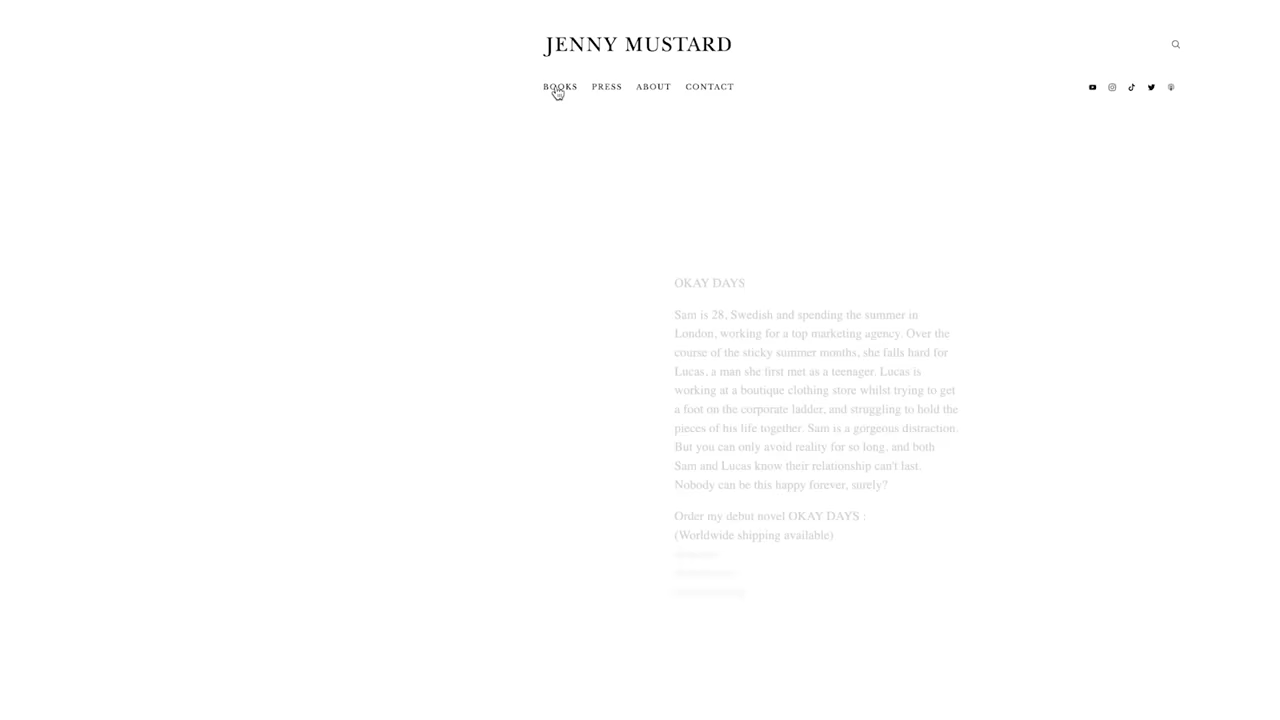 JENNY MUSTARD
BOOKS PRESS ABOUT CONTACT
OKAY DAYS
Sam is 28, Swedish and spending the summer in
London, working for a top marketing agency. Over the
course of the sticky summer months, she falls hard for
Lucas, a man she first met as a teenager. Lucas is
working at a boutique clothing store whilst trying to get
a foot on the corporate ladder, and struggling to hold the
pieces of his life together. Sam is a gorgeous distraction.
But you can only avoid reality for so long, and both
Sam and Lucas know their relationship can't last.
Nobody can be this happy forever, surely?
Order my debut novel OKAY DAYS :
(Worldwide shipping available)